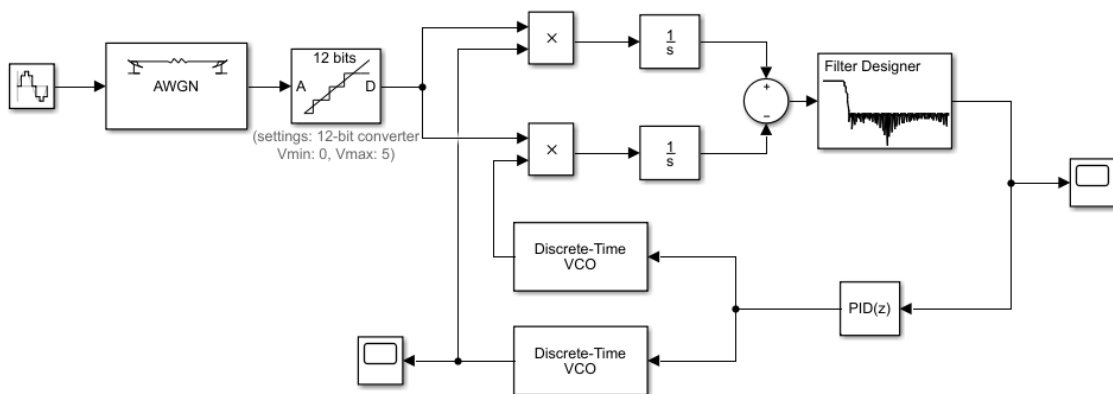 12 bits
AWGN
A
D
(settings: 12-bit converter
Vmin: 0, Vmax: 5)
×
1
s
×
1
s
+
−
Filter Designer
Discrete-Time
VCO
PID(z)
Discrete-Time
VCO